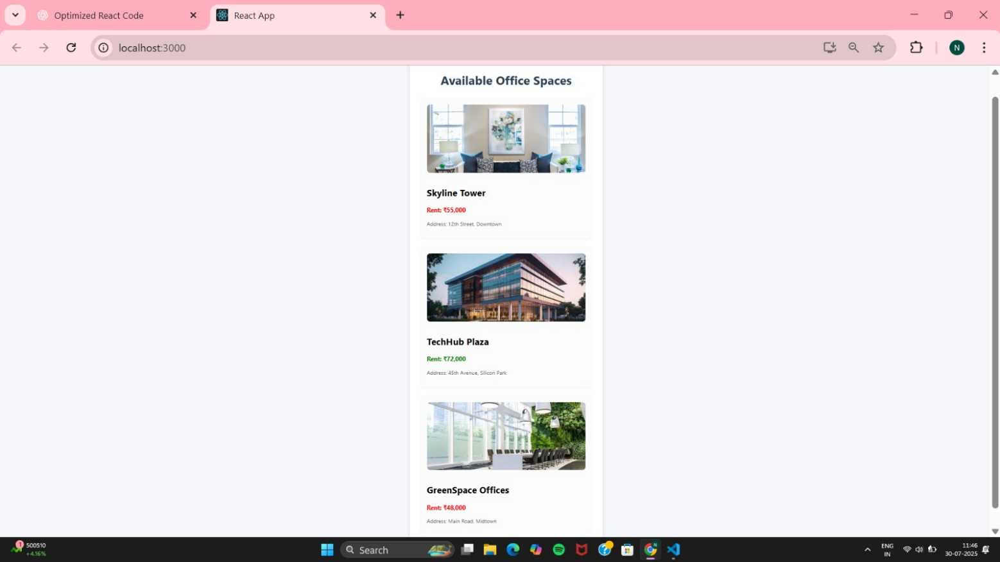 Optimized React Code
React App
localhost:3000
N
Available Office Spaces
Skyline Tower
Rent: ₹55,000
Address: 12th Street, Downtown
TechHub Plaza
Rent: ₹72,000
Address: 45th Avenue, Silicon Park
GreenSpace Offices
Rent: ₹48,000
Address: Main Road, Midtown
1
500510
+4.16%
Search
N
ENG
IN
11:46
30-07-2025